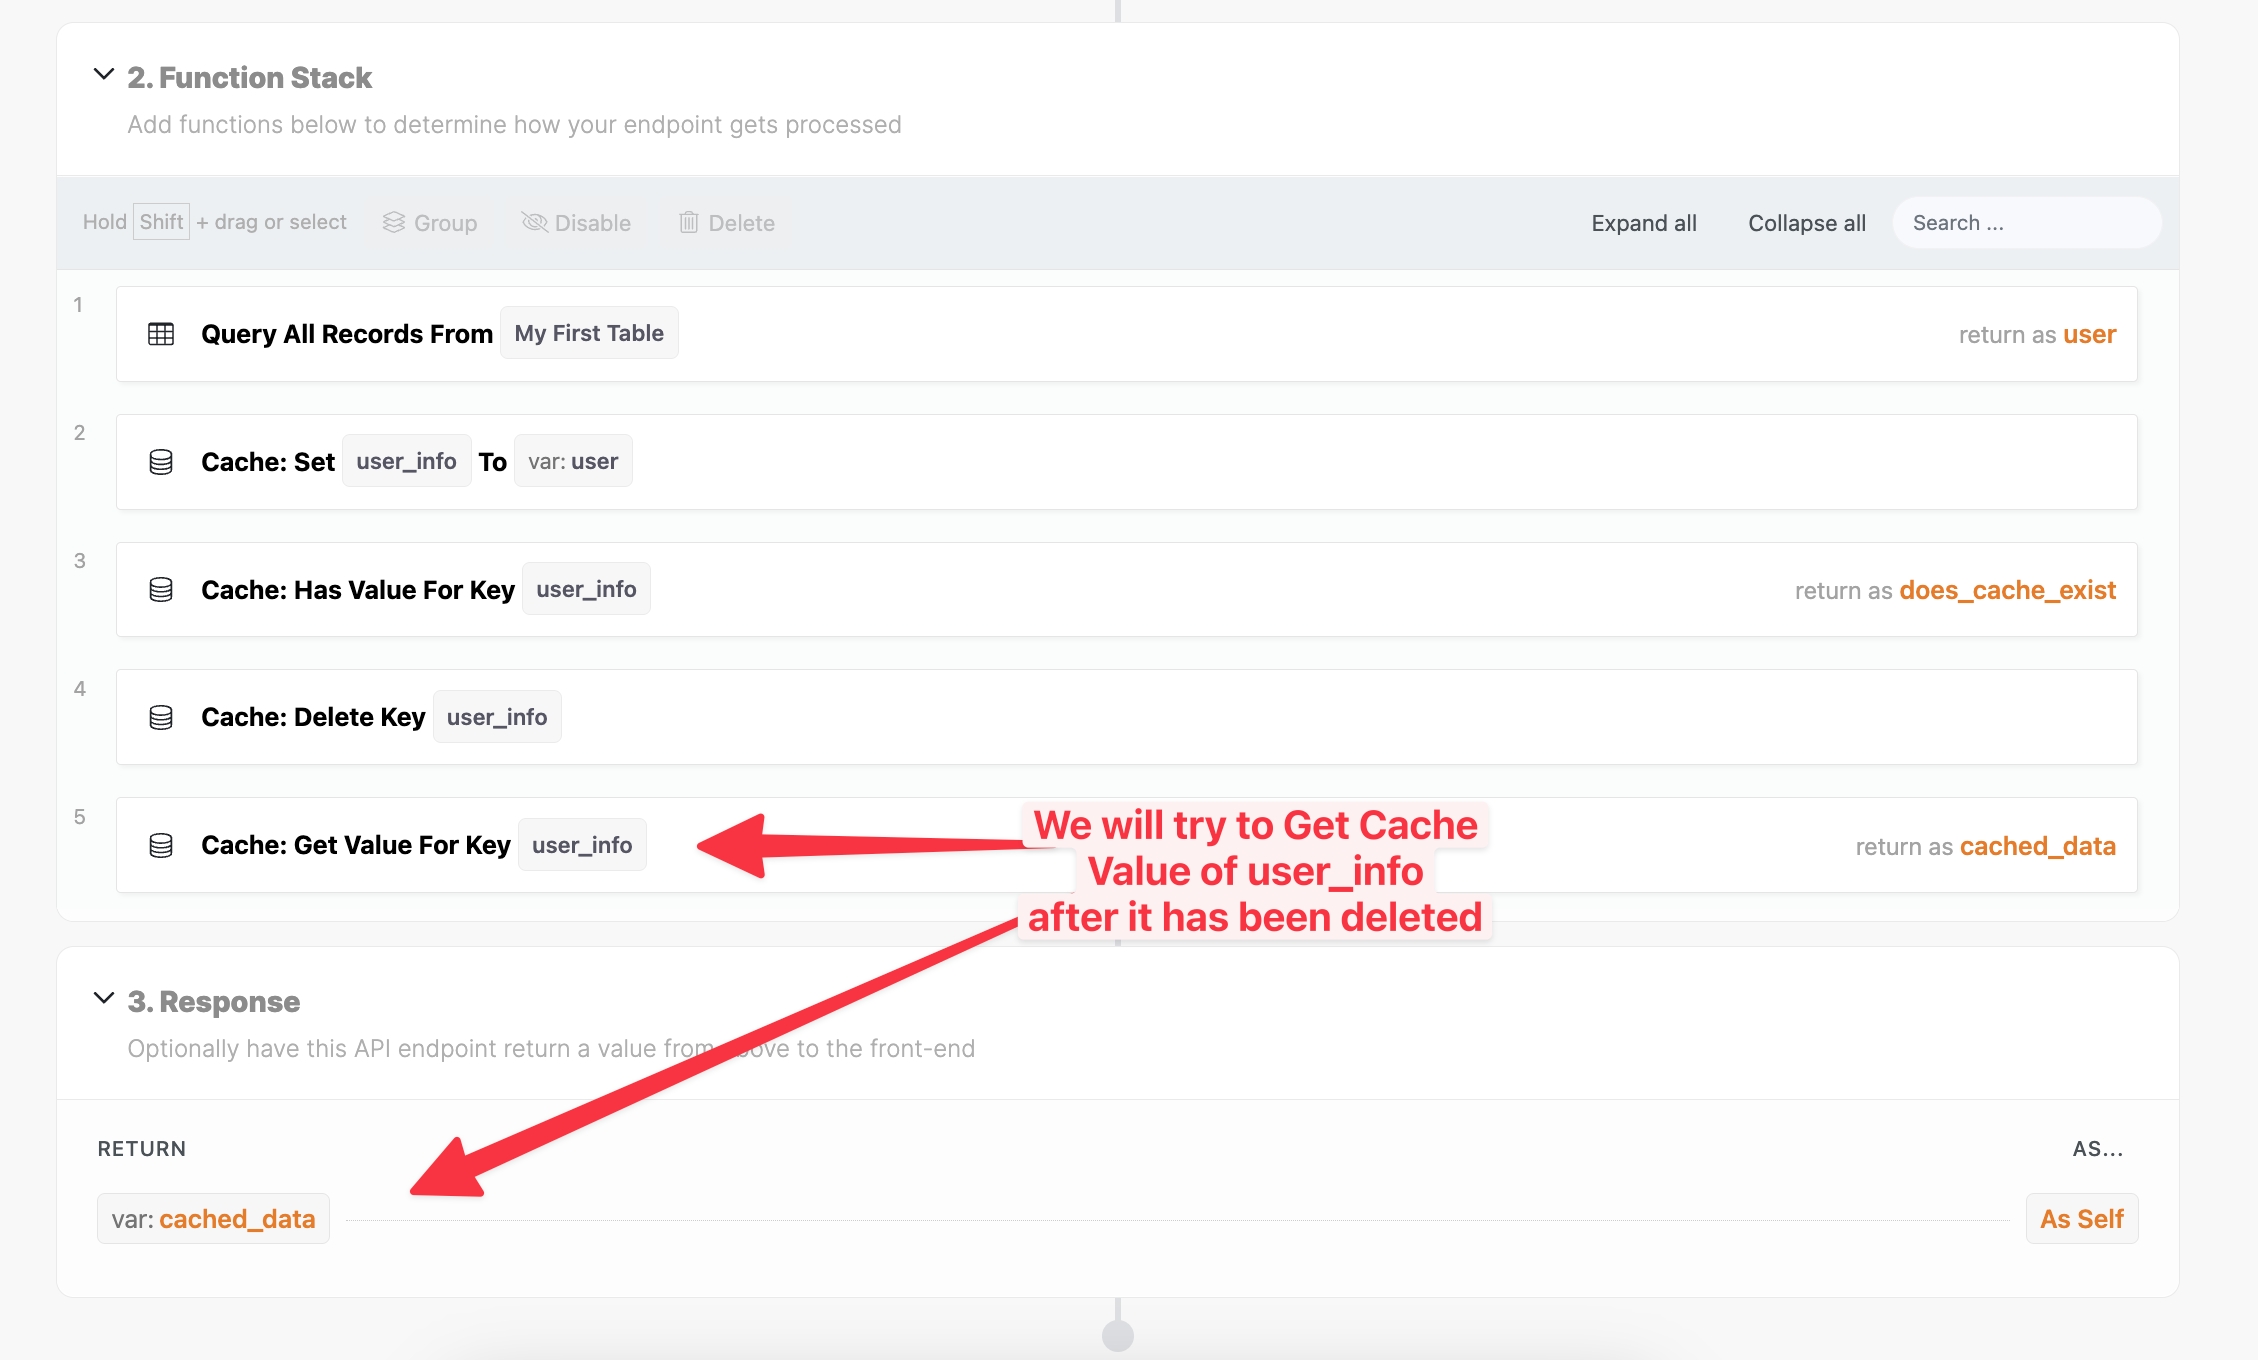 2. Function Stack
Add functions below to determine how your endpoint gets processed
Hold Shift + drag or select Group Disable Delete Expand all Collapse all Search ...
1
Query All Records From My First Table return as user
2
Cache: Set user_info To var: user
3
Cache: Has Value For Key user_info return as does_cache_exist
4
Cache: Delete Key user_info
5
Cache: Get Value For Key user_info return as cached_data
We will try to Get Cache
Value of user_info
after it has been deleted
3. Response
Optionally have this API endpoint return a value from above to the front-end
RETURN AS...
var: cached_data As Self